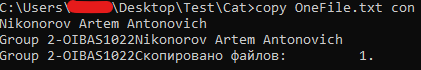 C:\Users\\Desktop\Test\Cat>copy OneFile.txt con
Nikonorov Artem Antonovich
Group 2-OIBAS1022Nikonorov Artem Antonovich
Group 2-OIBAS1022Скопировано файлов:         1.